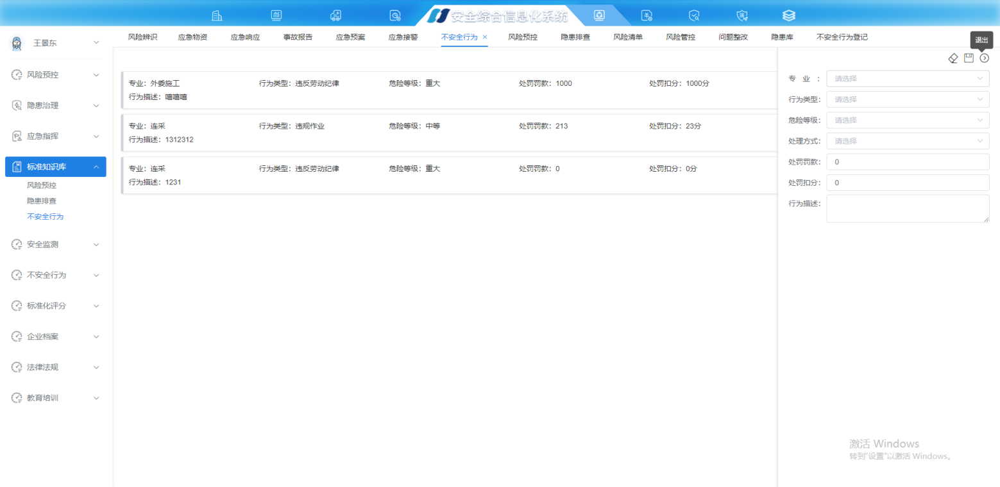 安全综合信息化系统
王景东
风险辨识 应急物资 应急响应 事故报告 应急预案 应急接警 不安全行为 × 风险预控 隐患排查 风险清单 风险管控 问题整改 隐患库 不安全行为登记
退出
风险预控
隐患治理
应急指挥
标准知识库
风险预控
隐患排查
不安全行为
安全监测
不安全行为
标准化评分
企业档案
法律法规
教育培训
专业：外委施工 行为类型：违反劳动纪律 危险等级：重大 处罚罚款：1000 处罚扣分：1000分
行为描述：嘻嘻嘻
专业：连采 行为类型：违规作业 危险等级：中等 处罚罚款：213 处罚扣分：23分
行为描述：1312312
专业：连采 行为类型：违反劳动纪律 危险等级：重大 处罚罚款：0 处罚扣分：0分
行为描述：1231
专 业 ： 请选择
行为类型： 请选择
危险等级： 请选择
处理方式： 请选择
处罚罚款： 0
处罚扣分： 0
行为描述：
激活 Windows
转到"设置"以激活 Windows。